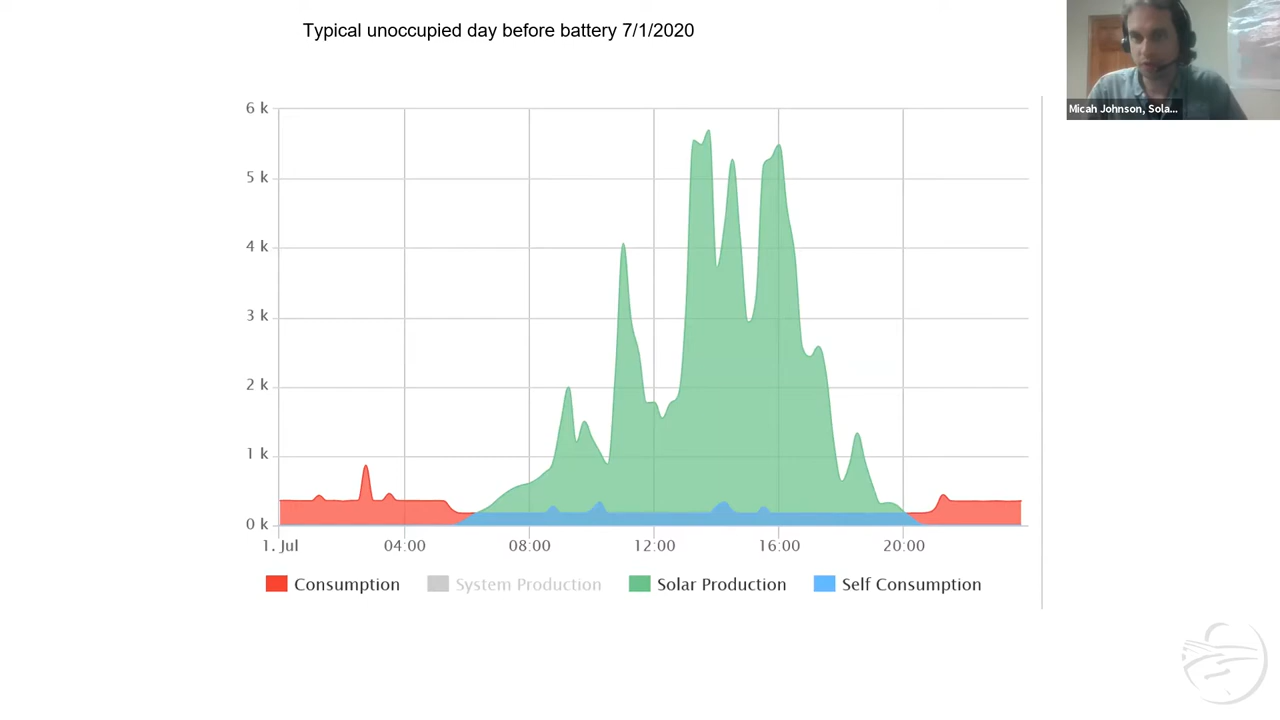 Typical unoccupied day before battery 7/1/2020
Micah Johnson, Sola...
6 k
5 k
4 k
3 k
2 k
1 k
0 k
1. Jul 04:00 08:00 12:00 16:00 20:00
Consumption System Production Solar Production Self Consumption